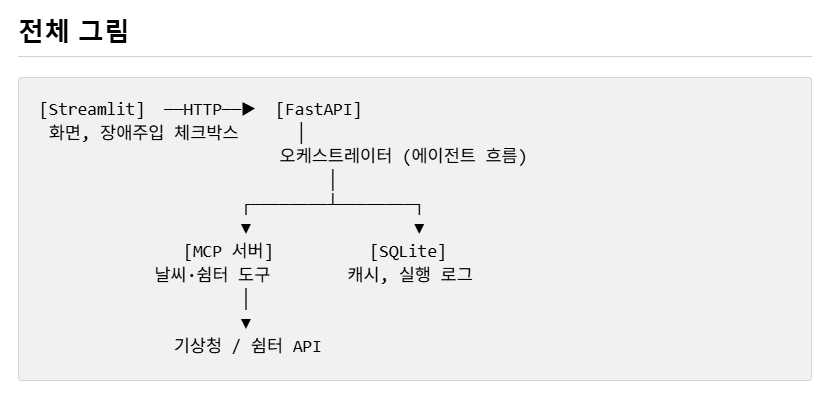 전체 그림
[Streamlit] ──HTTP──▶ [FastAPI]
화면, 장애주입 체크박스
오케스트레이터 (에이전트 흐름)
[MCP 서버] [SQLite]
날씨·쉼터 도구 캐시, 실행 로그
기상청 / 쉼터 API